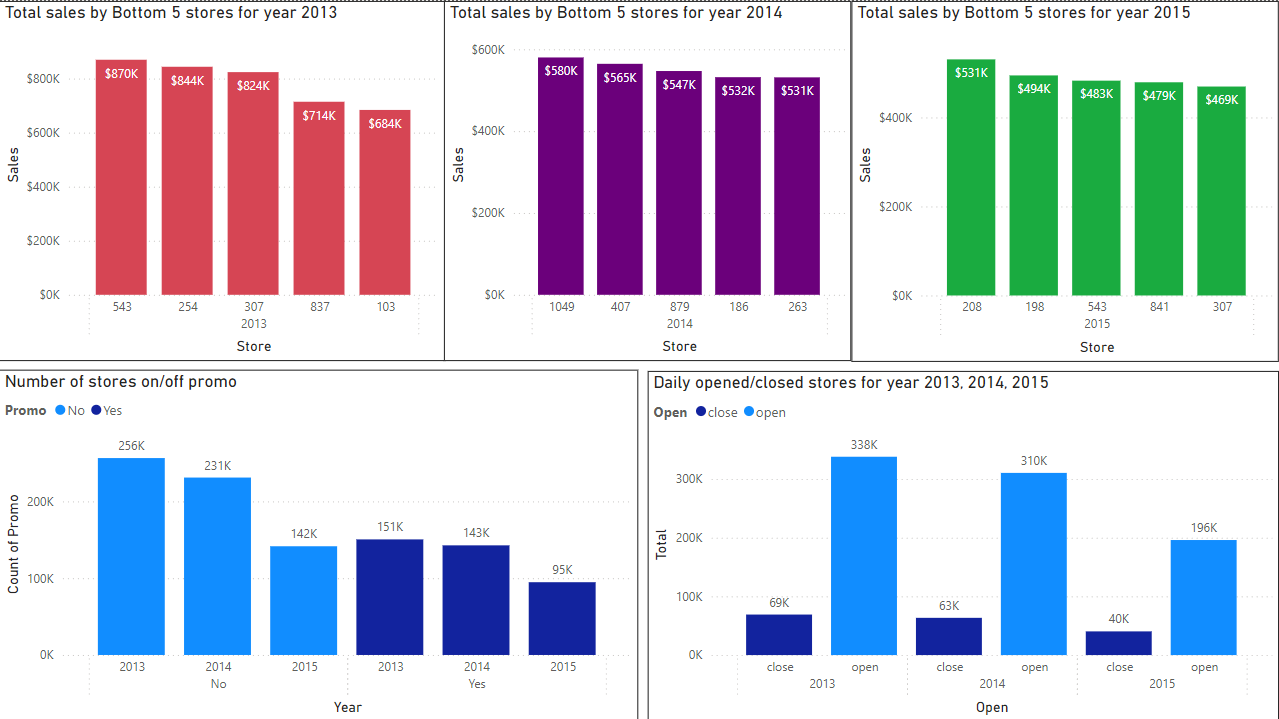 Total sales by Bottom 5 stores for year 2013
$800K
$600K
$400K
$200K
$0K
Sales
$870K
$844K
$824K
$714K
$684K
543 254 307 837 103
2013
Store
Total sales by Bottom 5 stores for year 2014
$600K
$400K
$200K
$0K
Sales
$580K
$565K
$547K
$532K
$531K
1049 407 879 186 263
2014
Store
Total sales by Bottom 5 stores for year 2015
$400K
$200K
$0K
Sales
$531K
$494K
$483K
$479K
$469K
208 198 543 841 307
2015
Store
Number of stores on/off promo
Promo No Yes
200K
100K
0K
Count of Promo
256K
231K
142K
151K
143K
95K
2013 2014 2015 2013 2014 2015
No Yes
Year
Daily opened/closed stores for year 2013, 2014, 2015
Open close open
300K
200K
100K
0K
Total
69K
338K
63K
310K
40K
196K
close open close open close open
2013 2014 2015
Open